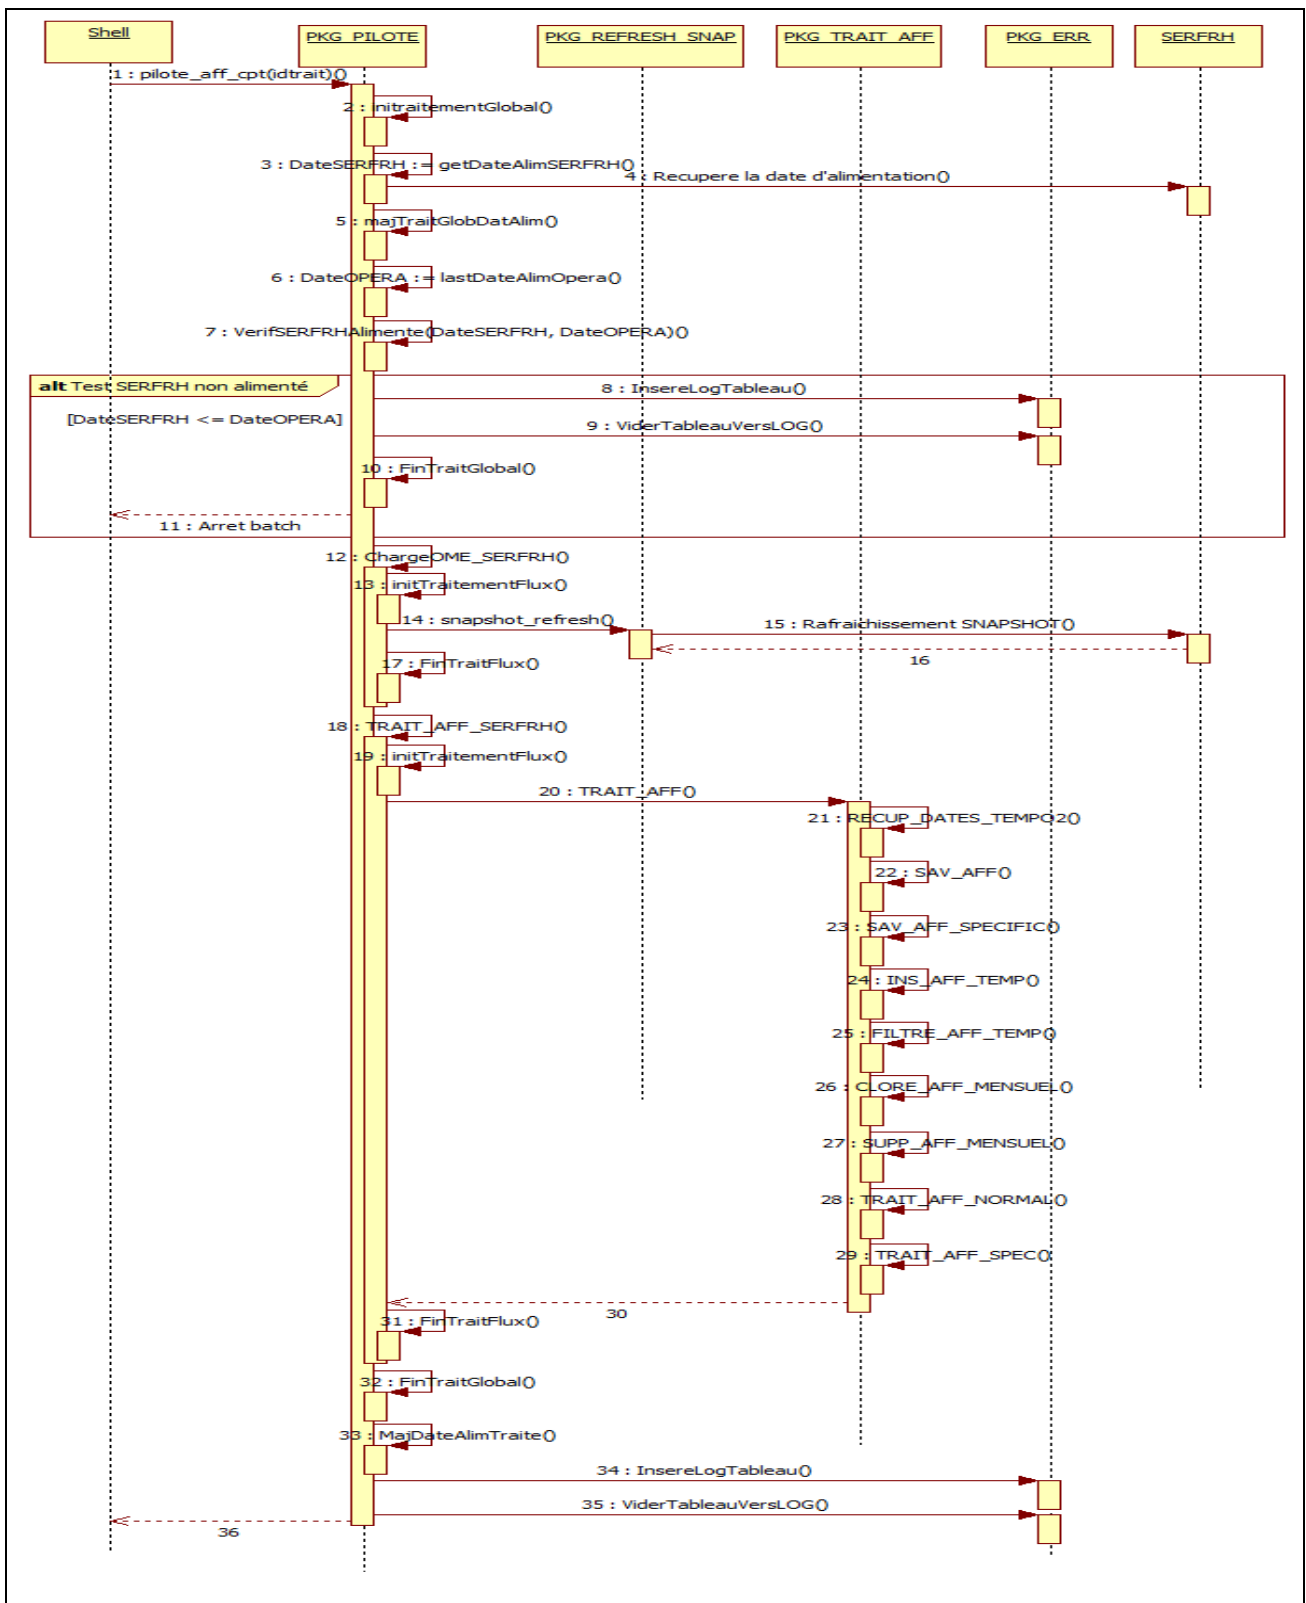 Shell
PKG_PILOTE
PKG_REFRESH_SNAP
PKG_TRAIT_AFF
PKG_ERR
SERFRH
1 : pilote_aff_cpt(idtrait)()
2 : initraitementGlobal()
3 : DateSERFRH := getDateAlimSERFRH()
4 : Recupere la date d'alimentation()
5 : majTraitGlobDatAlim()
6 : DateOPERA := lastDateAlimOpera()
7 : VerifSERFRHAlimente(DateSERFRH, DateOPERA)()
alt Test SERFRH non alimenté
8 : InsereLogTableau()
[DateSERFRH <= DateOPERA]
9 : ViderTableauVersLOG()
10 : FinTraitGlobal()
11 : Arret batch
12 : ChargeOME_SERFRH()
13 : initTraitementFlux()
14 : snapshot_refresh()
15 : Rafraichissement SNAPSHOT()
16
17 : FinTraitFlux()
18 : TRAIT_AFF_SERFRH()
19 : initTraitementFlux()
20 : TRAIT_AFF()
21 : RECUP_DATES_TEMPO2()
22 : SAV_AFF()
23 : SAV_AFF_SPECIFIC()
24 : INS_AFF_TEMP()
25 : FILTRE_AFF_TEMP()
26 : CLORE_AFF_MENSUEL()
27 : SUPP_AFF_MENSUEL()
28 : TRAIT_AFF_NORMAL()
29 : TRAIT_AFF_SPEC()
30
31 : FinTraitFlux()
32 : FinTraitGlobal()
33 : MajDateAlimTraite()
34 : InsereLogTableau()
35 : ViderTableauVersLOG()
36